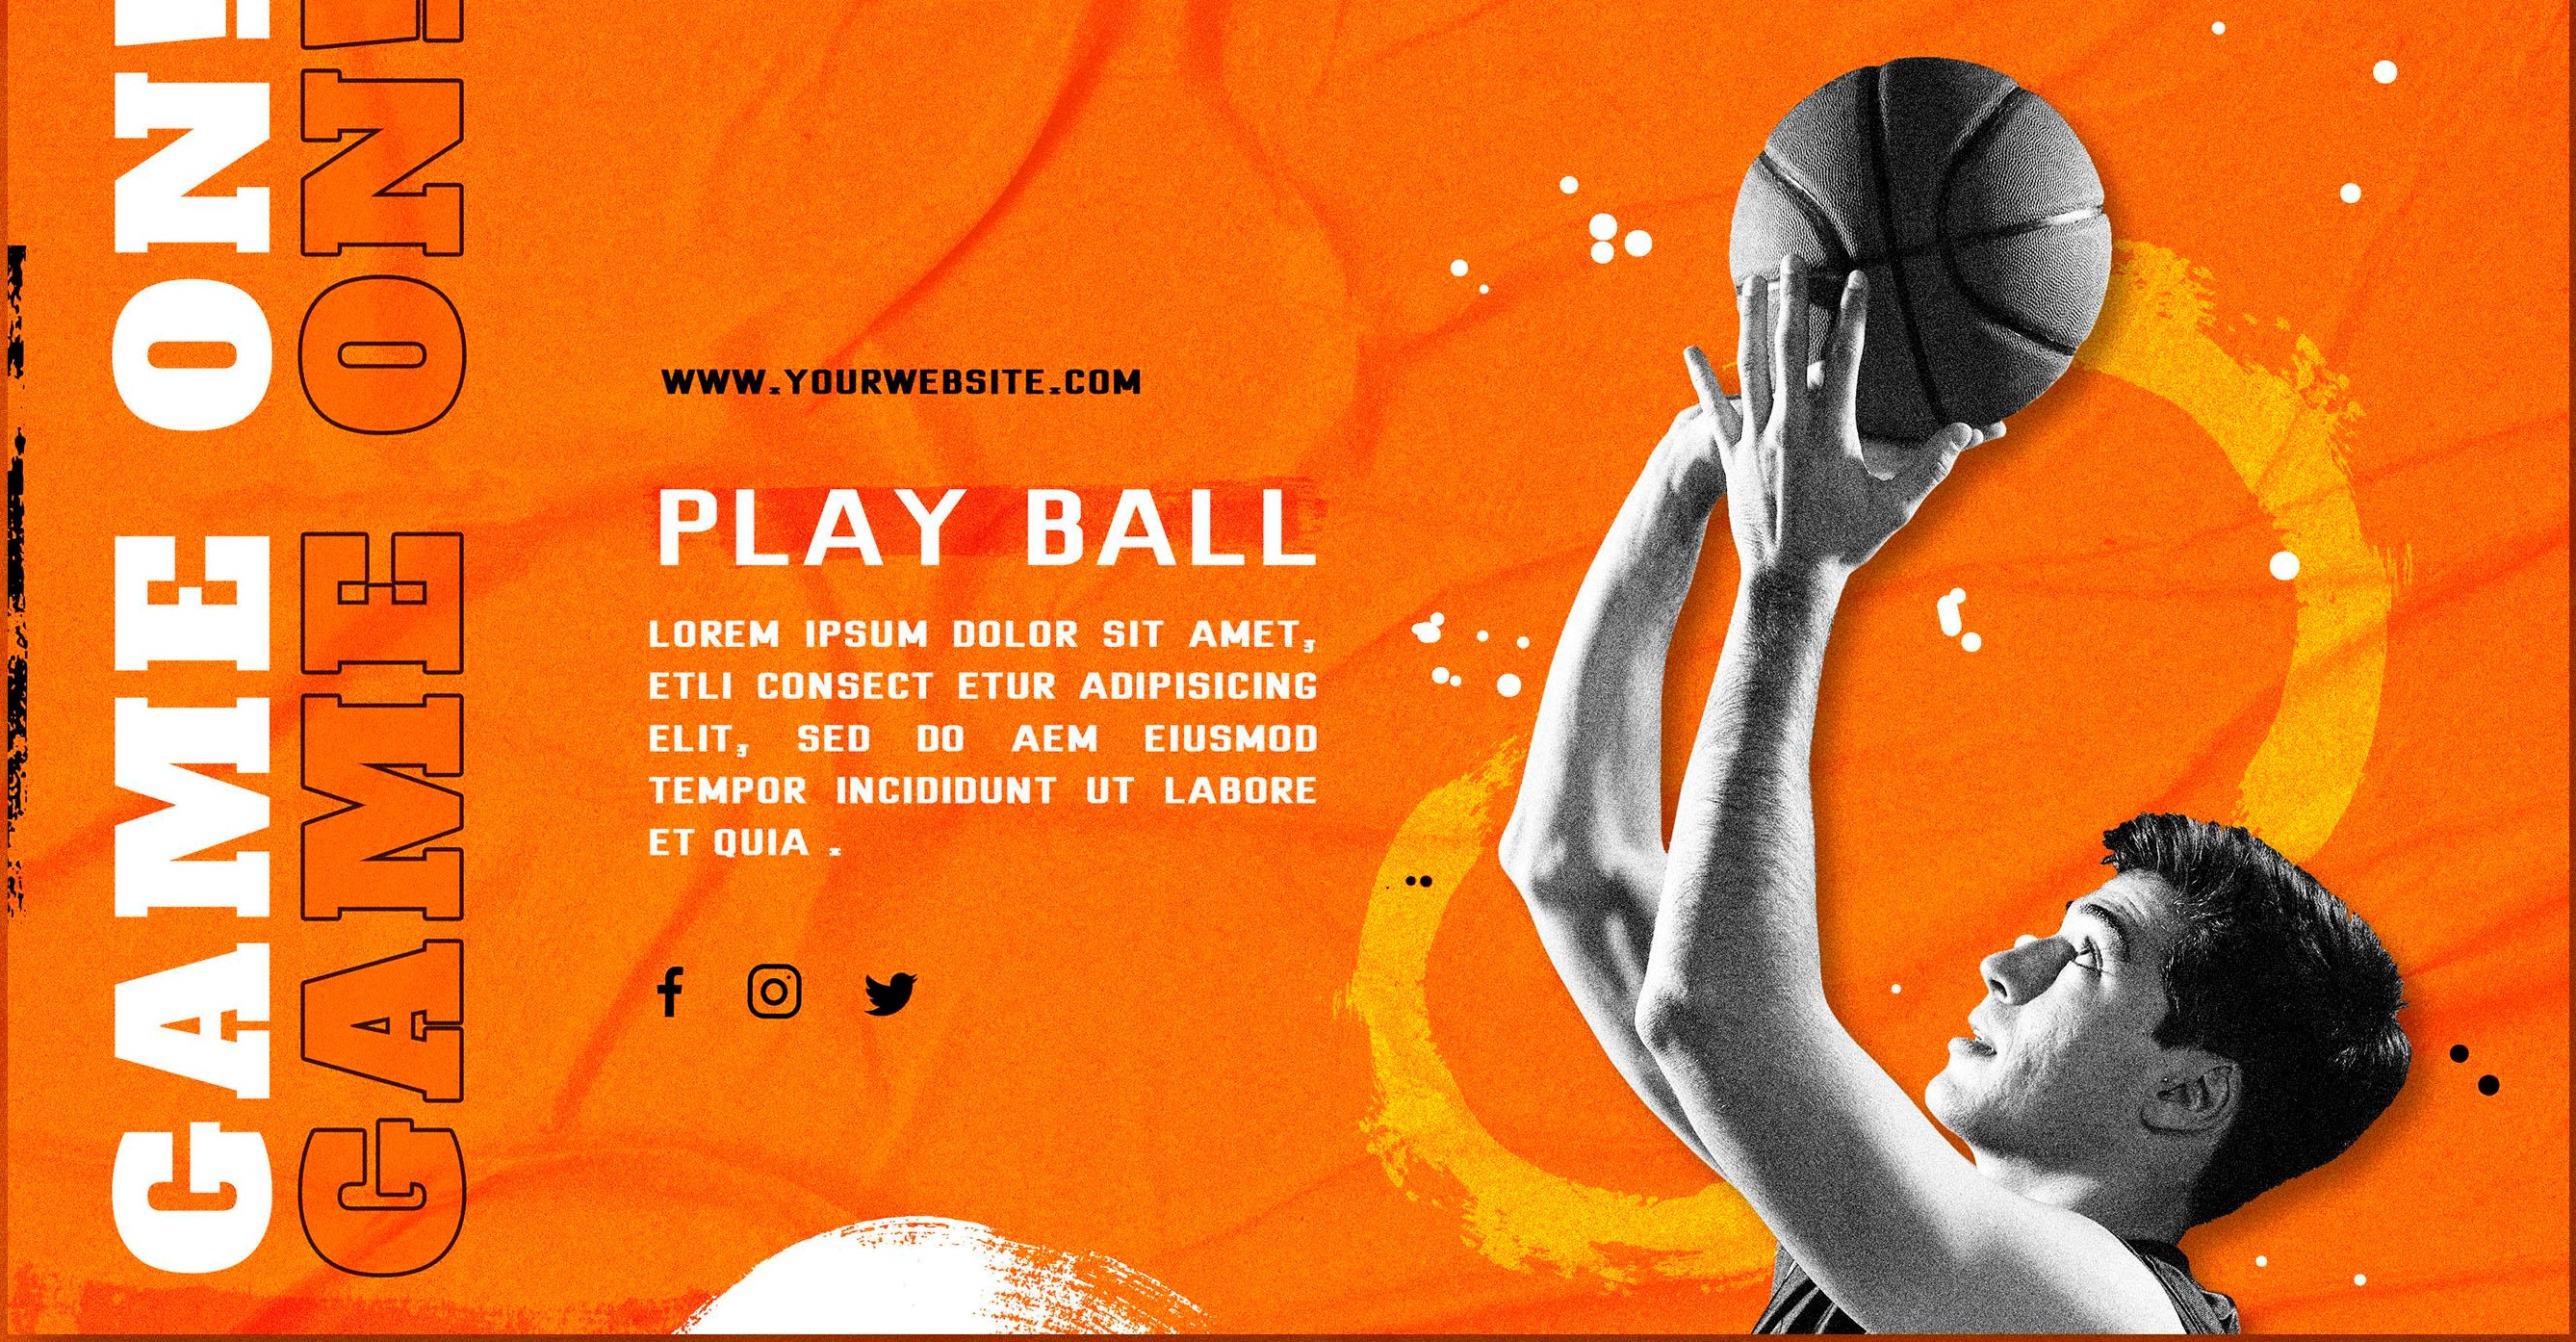 GAME ON!
GAME ON!
WWW.YOURWEBSITE.COM
PLAY BALL
LOREM IPSUM DOLOR SIT AMET,
ETLI CONSECT ETUR ADIPISICING
ELIT, SED DO AEM EIUSMOD
TEMPOR INCIDIDUNT UT LABORE
ET QUIA .